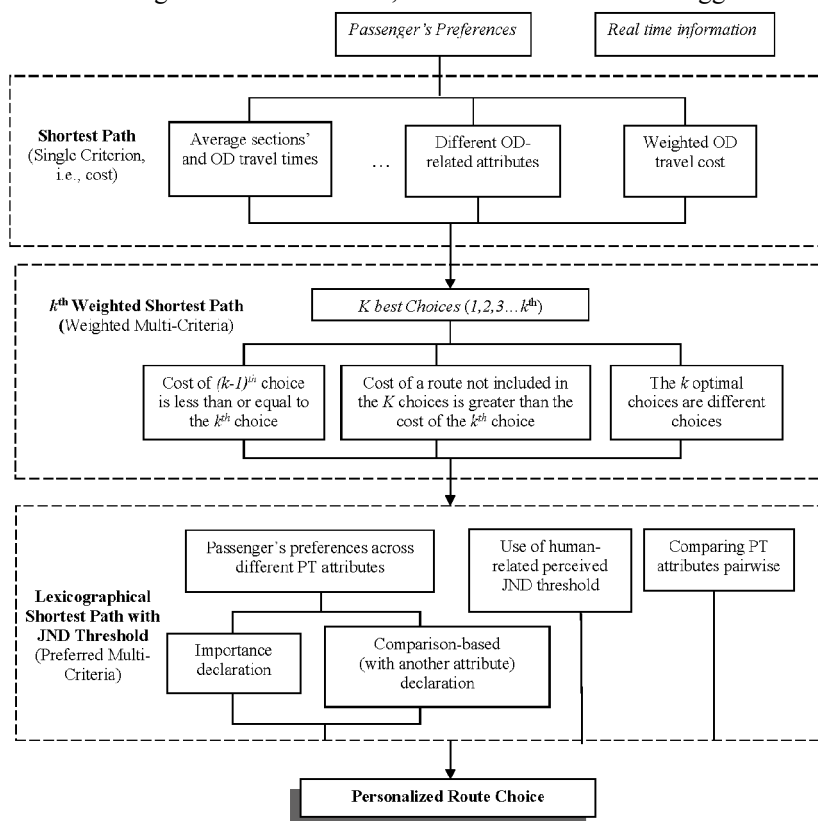 Passenger's Preferences
Real time information
Shortest Path
(Single Criterion,
i.e., cost)
Average sections'
and OD travel times
…
Different OD-
related attributes
Weighted OD
travel cost
kth Weighted Shortest Path
(Weighted Multi-Criteria)
K best Choices (1,2,3…kth)
Cost of (k-1)th choice
is less than or equal to
the kth choice
Cost of a route not included in
the K choices is greater than the
cost of the kth choice
The k optimal
choices are different
choices
Lexicographical
Shortest Path with
JND Threshold
(Preferred Multi-
Criteria)
Passenger's preferences across
different PT attributes
Importance
declaration
Comparison-based
(with another attribute)
declaration
Use of human-
related perceived
JND threshold
Comparing PT
attributes pairwise
Personalized Route Choice